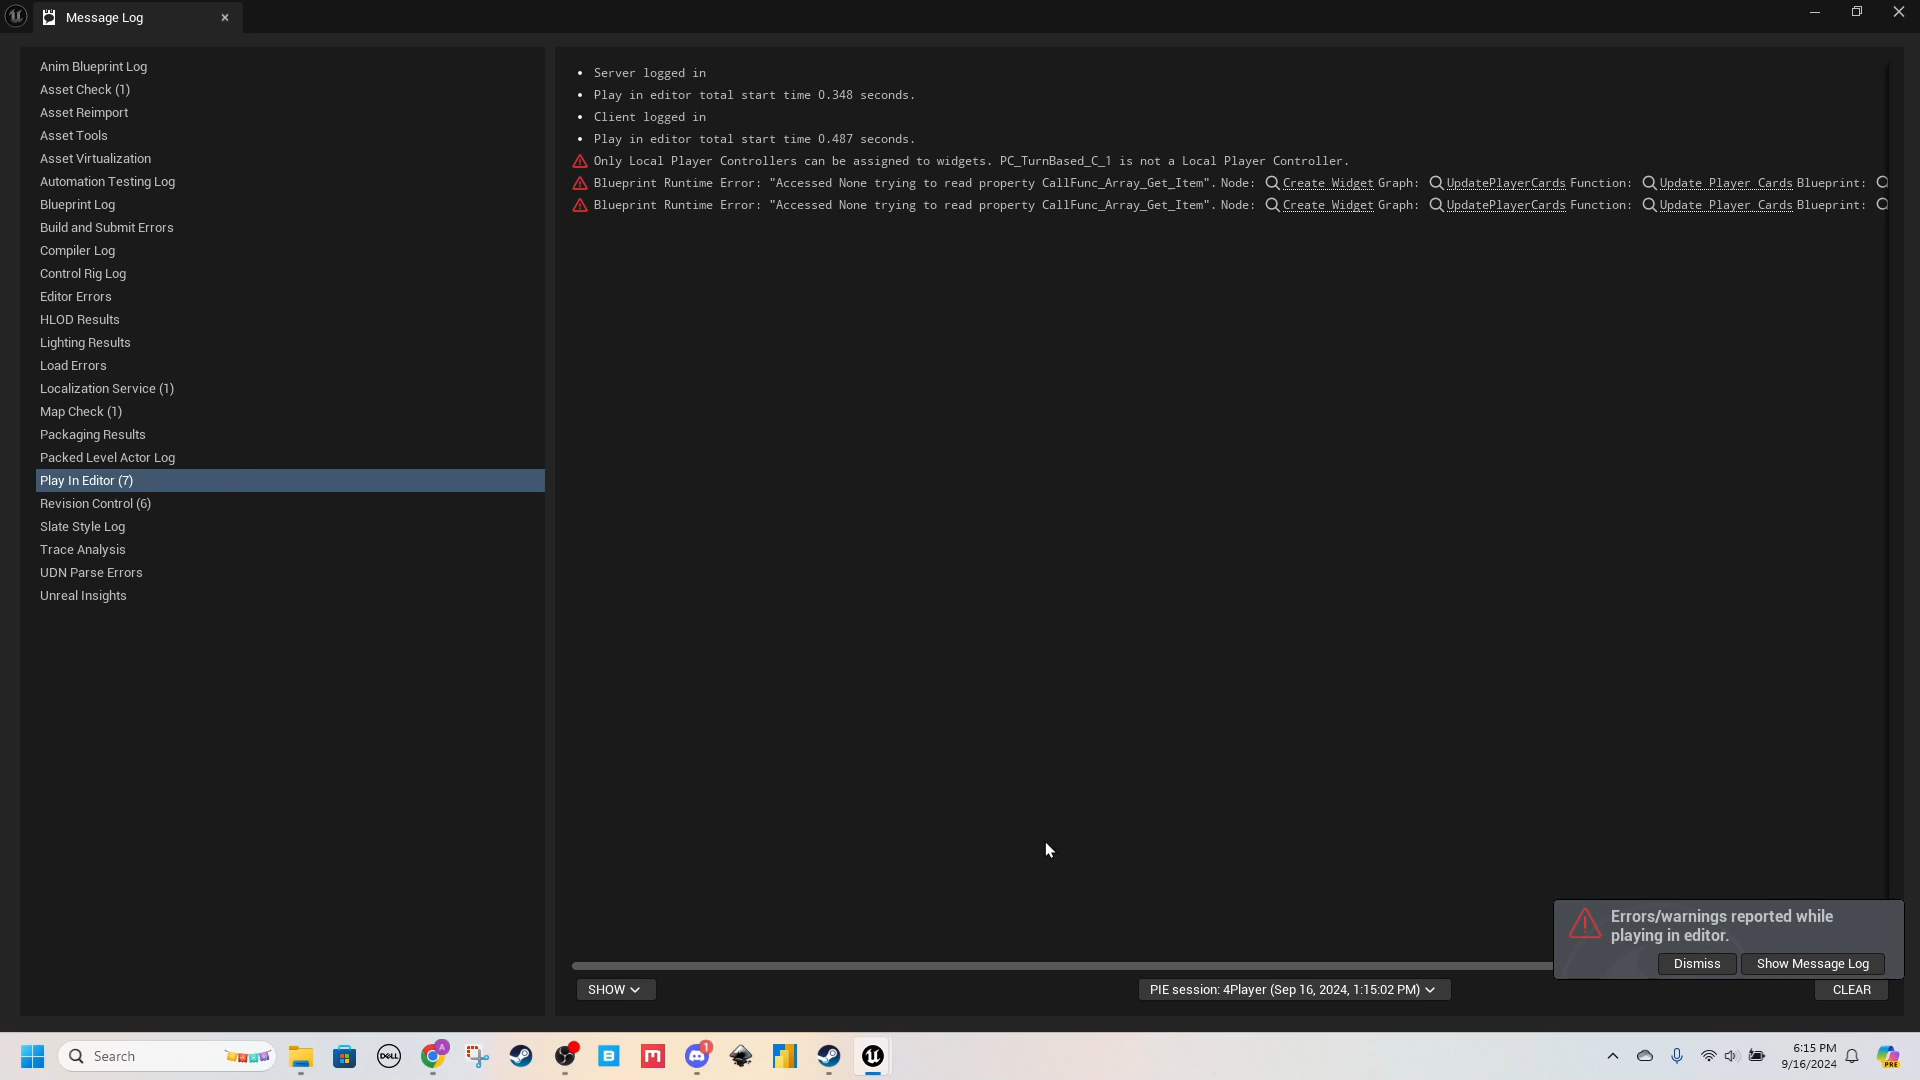 Message Log
Anim Blueprint Log
Asset Check (1)
Asset Reimport
Asset Tools
Asset Virtualization
Automation Testing Log
Blueprint Log
Build and Submit Errors
Compiler Log
Control Rig Log
Editor Errors
HLOD Results
Lighting Results
Load Errors
Localization Service (1)
Map Check (1)
Packaging Results
Packed Level Actor Log
Play In Editor (7)
Revision Control (6)
Slate Style Log
Trace Analysis
UDN Parse Errors
Unreal Insights
• Server logged in
• Play in editor total start time 0.348 seconds.
• Client logged in
• Play in editor total start time 0.487 seconds.
Only Local Player Controllers can be assigned to widgets. PC_TurnBased_C_1 is not a Local Player Controller.
Blueprint Runtime Error: "Accessed None trying to read property CallFunc_Array_Get_Item". Node: Create Widget Graph: UpdatePlayerCards Function: Update Player Cards Blueprint:
Blueprint Runtime Error: "Accessed None trying to read property CallFunc_Array_Get_Item". Node: Create Widget Graph: UpdatePlayerCards Function: Update Player Cards Blueprint:
Errors/warnings reported while
playing in editor.
Dismiss
Show Message Log
SHOW
PIE session: 4Player (Sep 16, 2024, 1:15:02 PM)
CLEAR
Search
DELL
A
B
M
1
6:15 PM
9/16/2024
PRE